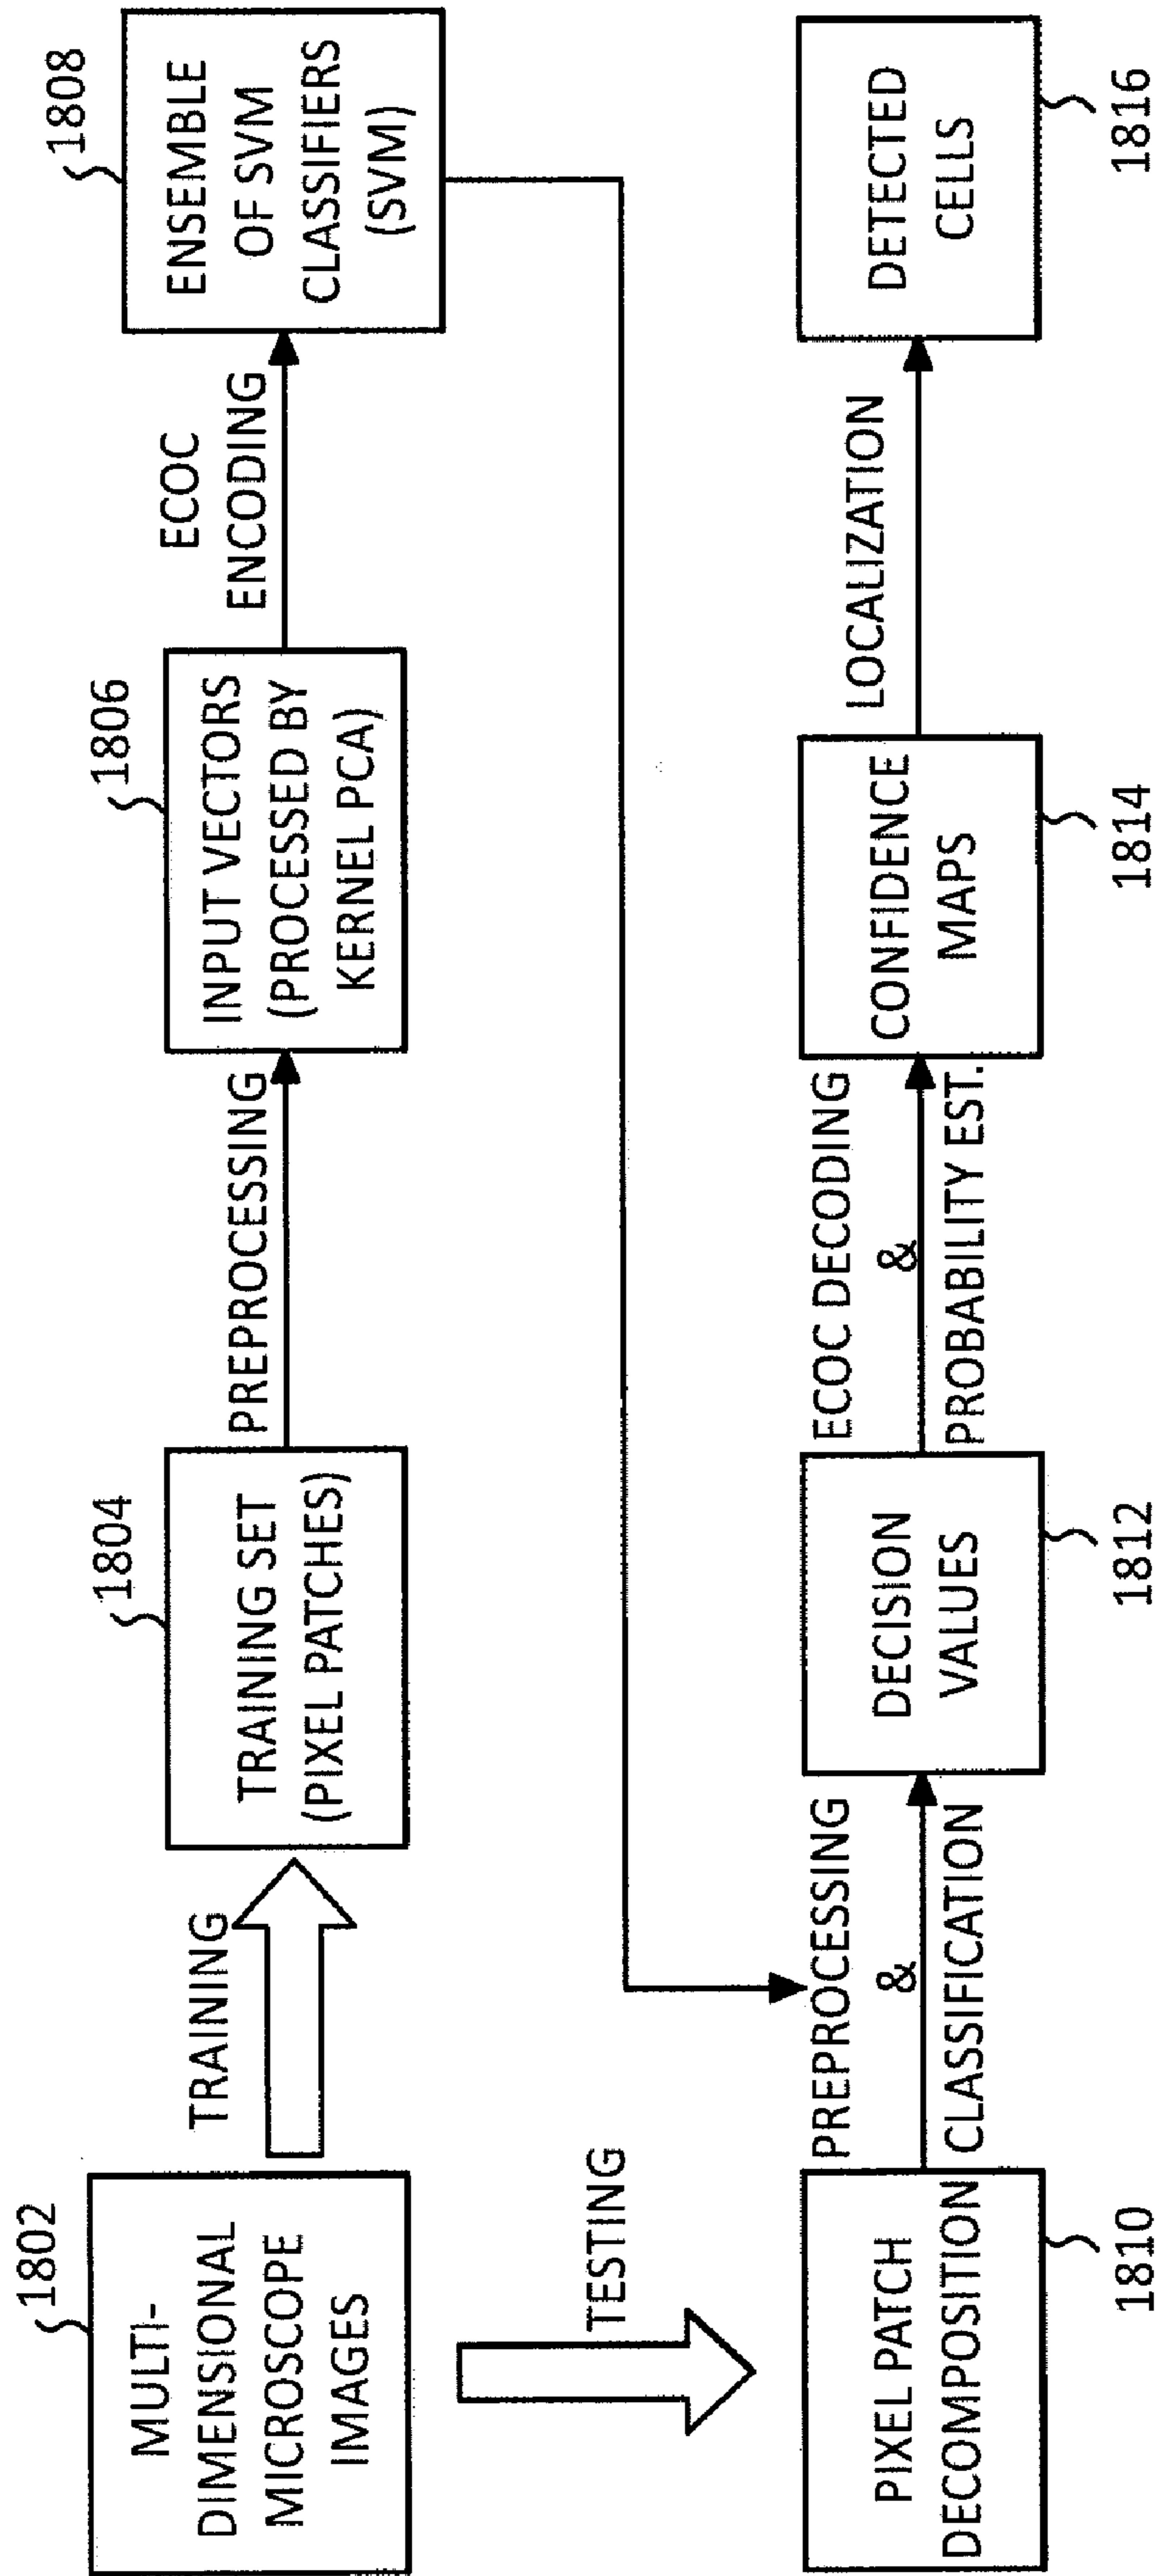 1802
MULTI-
DIMENSIONAL
MICROSCOPE
IMAGES
TRAINING
1804
TRAINING SET
(PIXEL PATCHES)
PREPROCESSING
1806
INPUT VECTORS
(PROCESSED BY
KERNEL PCA)
ECOC
ENCODING
1808
ENSEMBLE
OF SVM
CLASSIFIERS
(SVM)
TESTING
PIXEL PATCH
DECOMPOSITION
1810
PREPROCESSING
&
CLASSIFICATION
DECISION
VALUES
1812
ECOC DECODING
&
PROBABILITY EST.
CONFIDENCE
MAPS
1814
LOCALIZATION
DETECTED
CELLS
1816